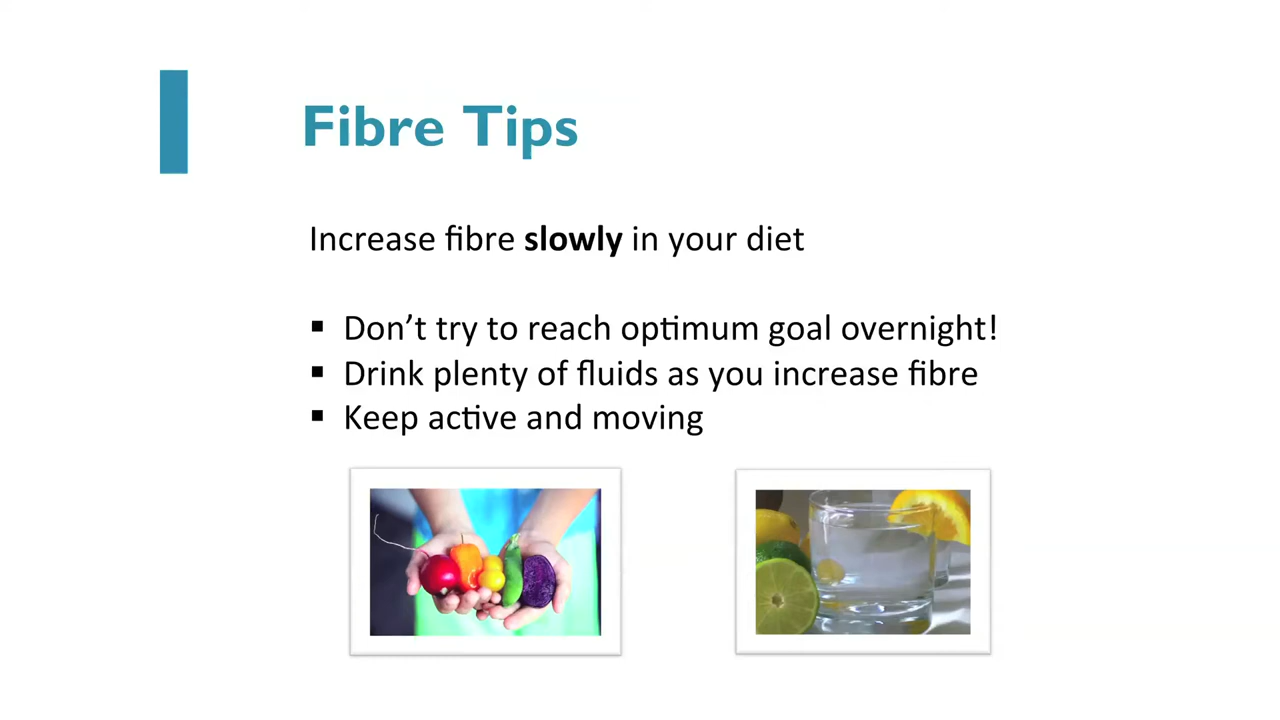 Fibre Tips
Increase fibre slowly in your diet
▪ Don’t try to reach optimum goal overnight!
▪ Drink plenty of fluids as you increase fibre
▪ Keep active and moving